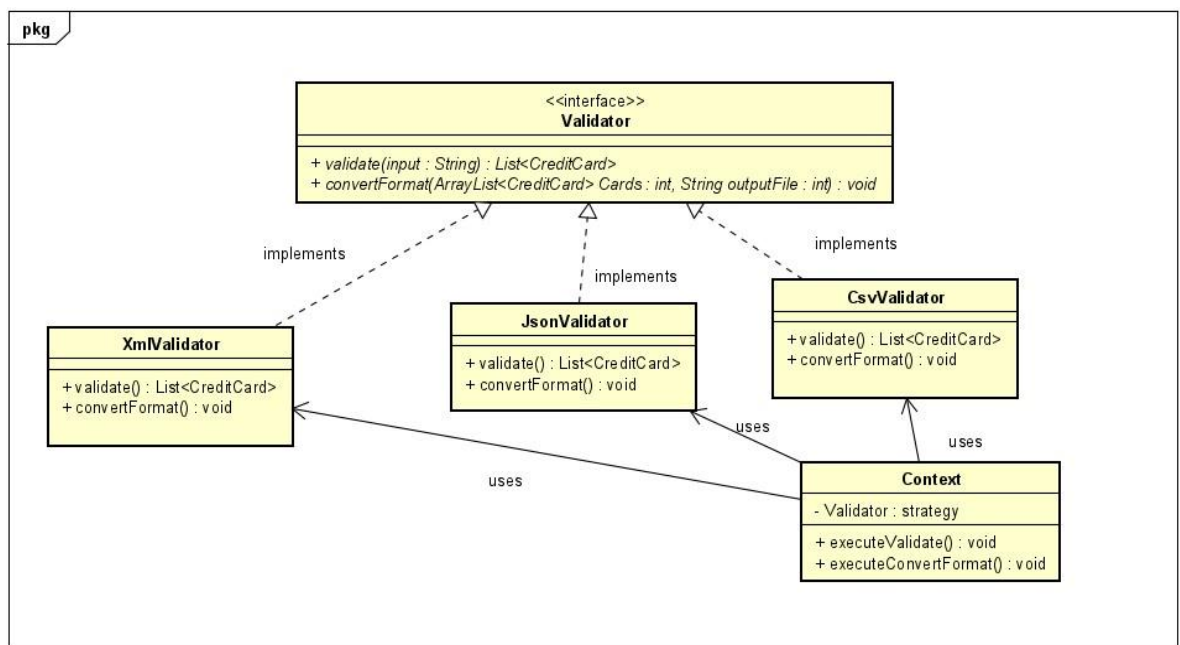 pkg
<<interface>>
Validator
+ validate(input : String) : List<CreditCard>
+ convertFormat(ArrayList<CreditCard> Cards : int, String outputFile : int) : void
implements
implements
implements
XmlValidator
+ validate() : List<CreditCard>
+ convertFormat() : void
JsonValidator
+ validate() : List<CreditCard>
+ convertFormat() : void
CsvValidator
+ validate() : List<CreditCard>
+ convertFormat() : void
uses
uses
uses
Context
- Validator : strategy
+ executeValidate() : void
+ executeConvertFormat() : void